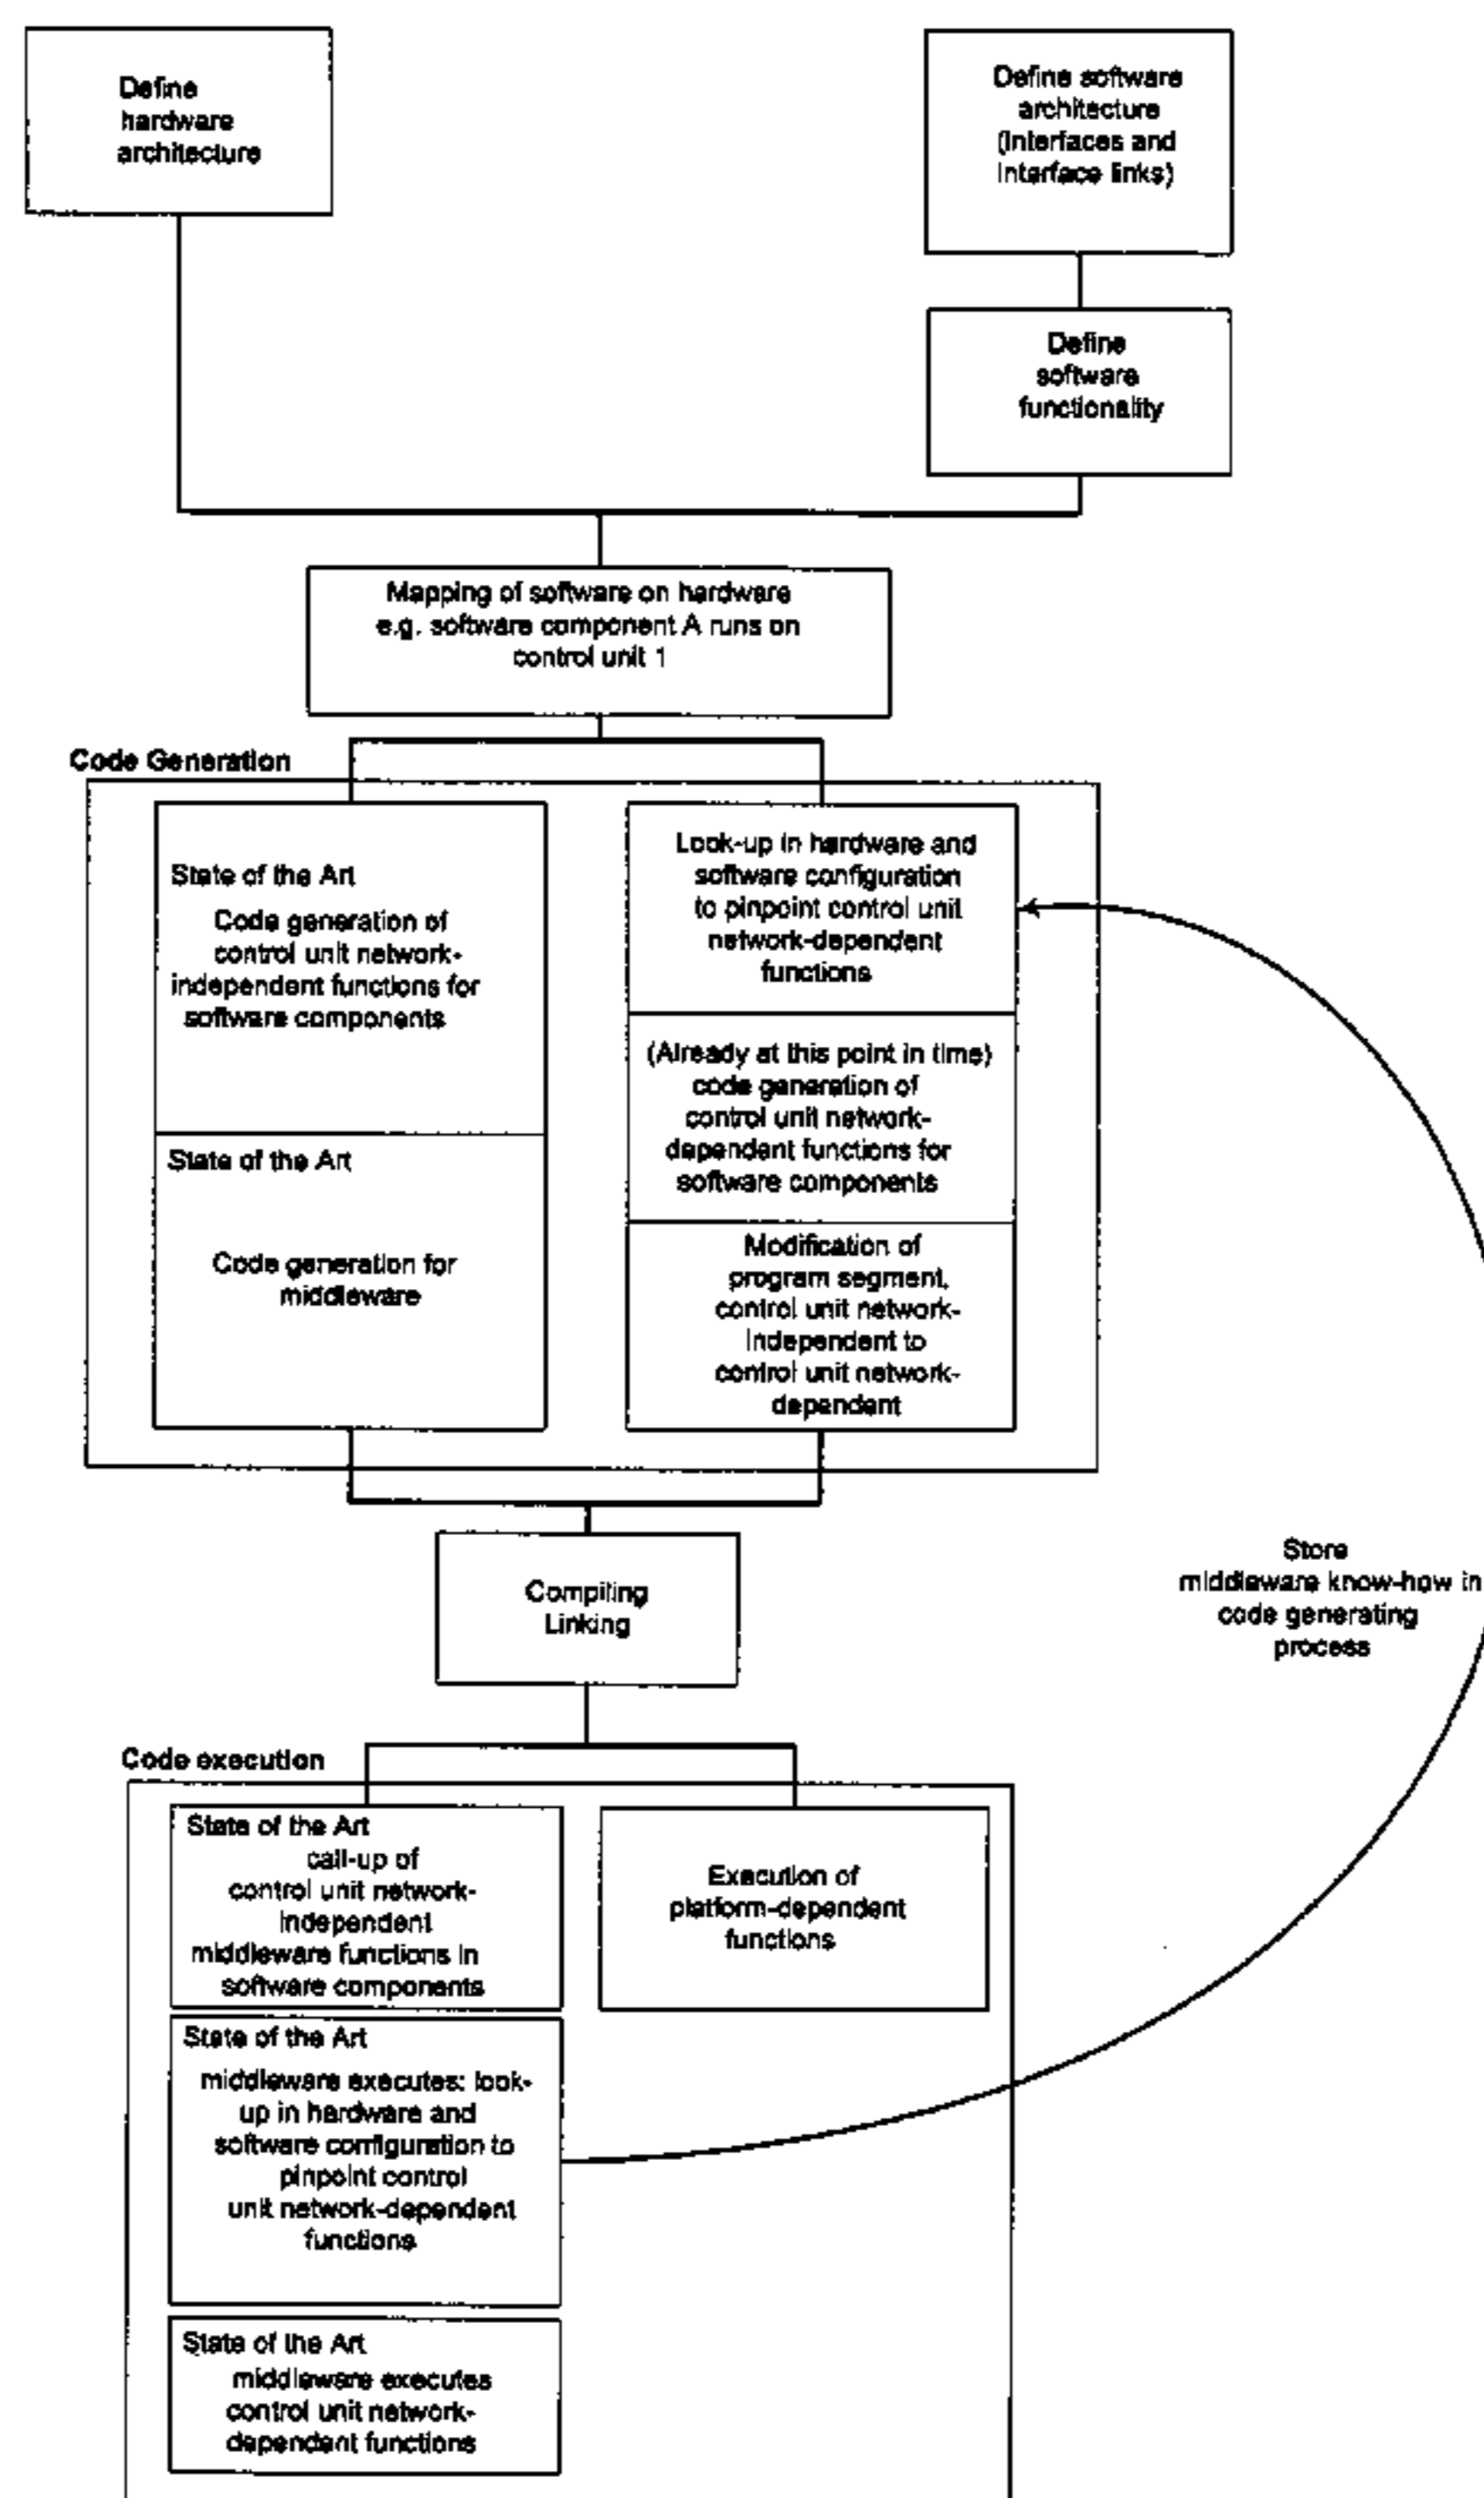 Define
hardware
architecture
Define software
architecture
(interfaces and
interface links)
Define
software
functionality
Mapping of software on hardware
e.g. software component A runs on
control unit 1
Code Generation
State of the Art
Code generation of
control unit network-
independent functions for
software components
State of the Art
Code generation for
middleware
Look-up in hardware and
software configuration
to pinpoint control unit
network-dependent
functions
(Already at this point in time)
code generation of
control unit network-
dependent functions for
software components
Modification of
program segment,
control unit network-
independent to
control unit network-
dependent
Compiling
Linking
Store
middleware know-how in
code generating
process
Code execution
State of the Art
call-up of
control unit network-
independent
middleware functions in
software components
State of the Art
middleware executes: look-
up in hardware and
software configuration to
pinpoint control
unit network-dependent
functions
State of the Art
middleware executes
control unit network-
dependent functions
Execution of
platform-dependent
functions